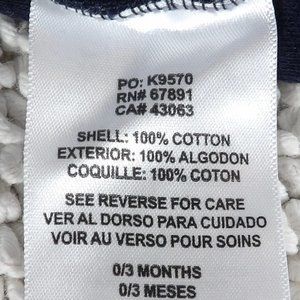 PO: K9570
RN# 67891
CA# 43063
SHELL: 100% COTTON
EXTERIOR: 100% ALGODON
COQUILLE: 100% COTON
SEE REVERSE FOR CARE
VER AL DORSO PARA CUIDADO
VOIR AU VERSO POUR SOINS
0/3 MONTHS
0/3 MESES